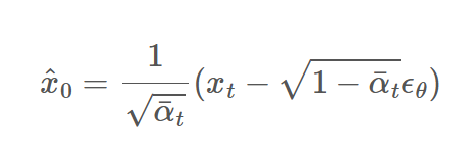 x̂₀ = 1/√ᾱₜ (xₜ − √(1 − ᾱₜ)ϵ_θ)